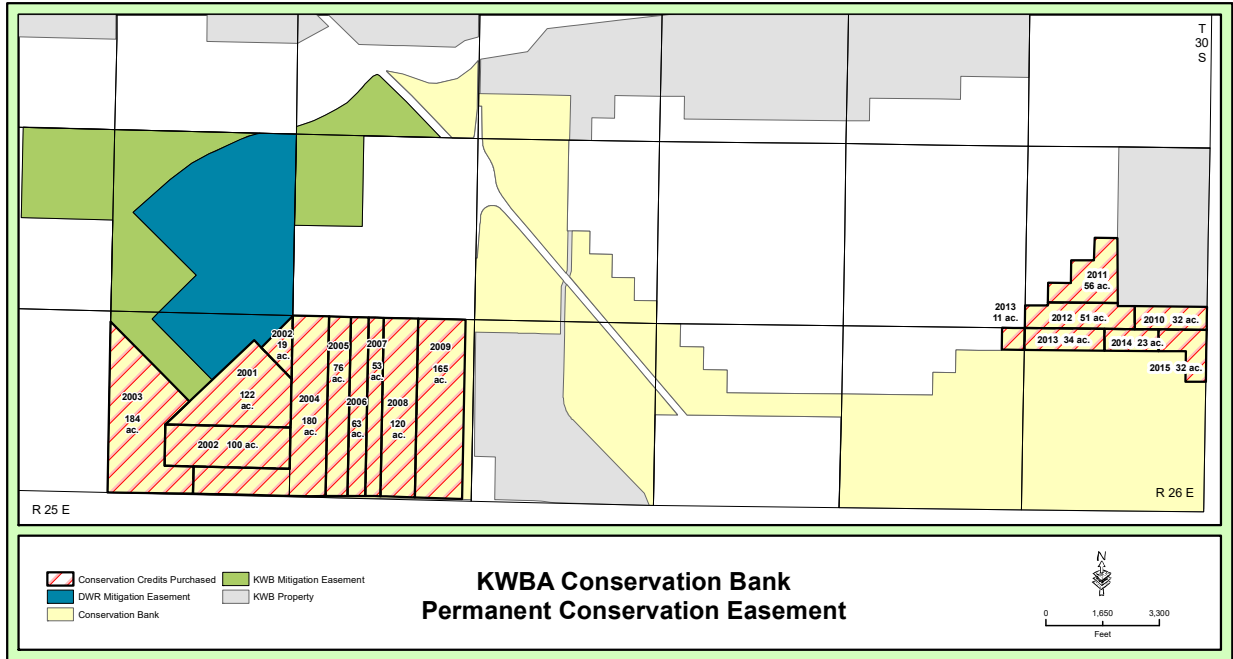 T
30
S
2011
56 ac.
2013
11 ac.
2012 51 ac.
2010 32 ac.
2013 34 ac.
2014 23 ac.
2015 32 ac.
2002
19
ac.
2001
122
ac.
2003
184
ac.
2002 100 ac.
2004
180
ac.
2005
76
ac.
2006
63
ac.
2007
53
ac.
2008
120
ac.
2009
165
ac.
R 25 E
R 26 E
Conservation Credits Purchased
DWR Mitigation Easement
Conservation Bank
KWB Mitigation Easement
KWB Property
KWBA Conservation Bank
Permanent Conservation Easement
N
0 1,650 3,300
Feet